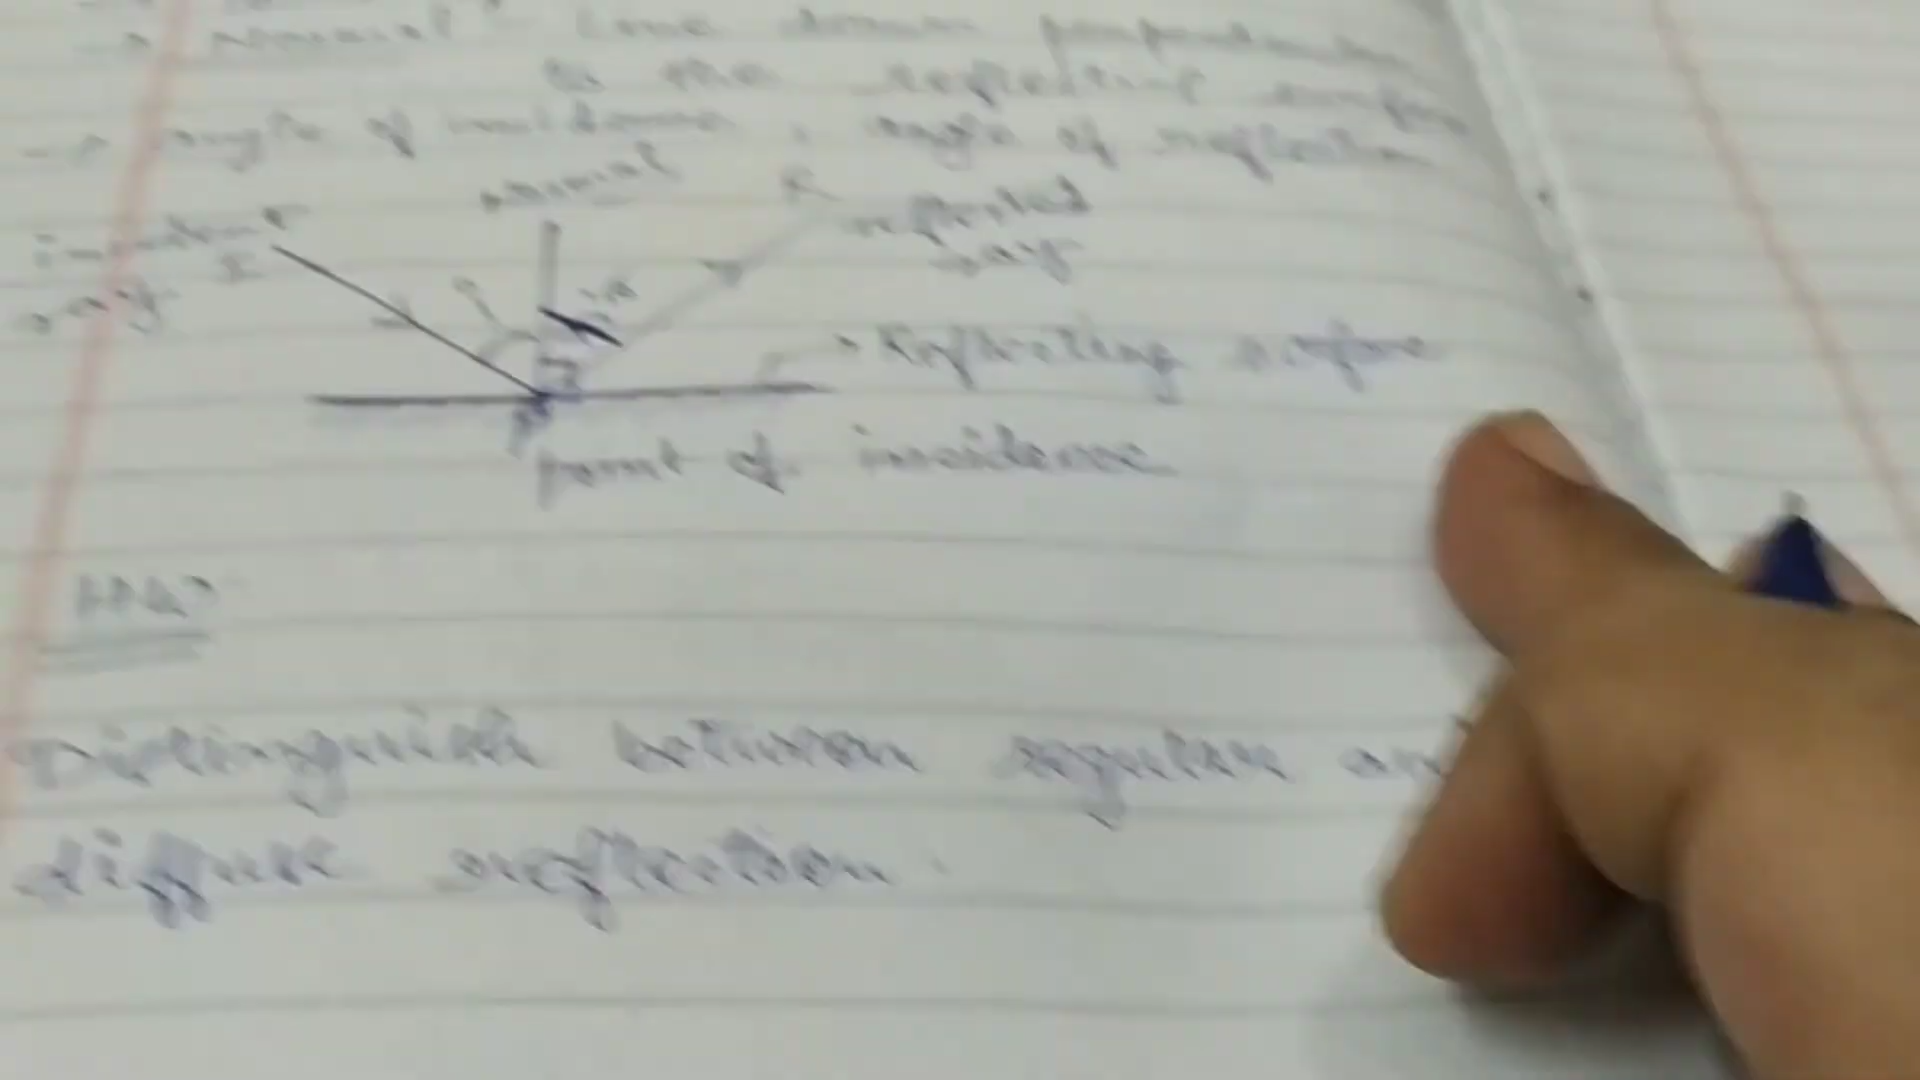 → Normal - Line drawn perpendicular
to the reflecting surface
→ angle of incidence, angle of reflection
normal
R
reflected
ray
incident
ray I
Reflecting surface
point of incidence
Distinguish between regular and
diffuse reflection.